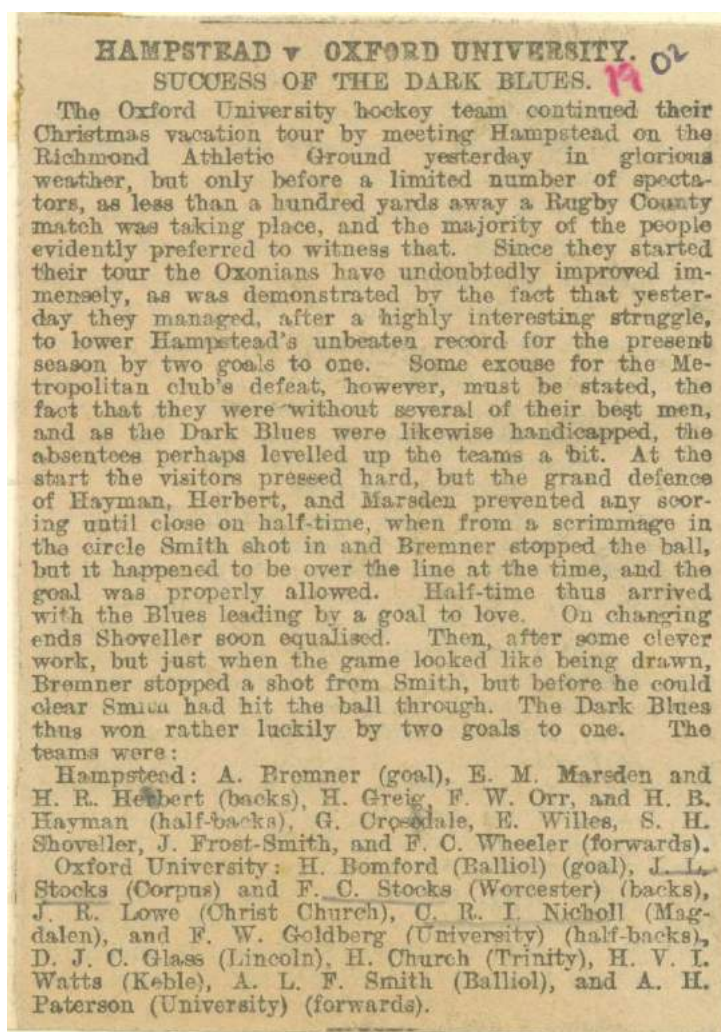 HAMPSTEAD v OXFORD UNIVERSITY.
SUCCESS OF THE DARK BLUES. 19 02
The Oxford University hockey team continued their
Christmas vacation tour by meeting Hampstead on the
Richmond Athletic Ground yesterday in glorious
weather, but only before a limited number of specta-
tors, as less than a hundred yards away a Rugby County
match was taking place, and the majority of the people
evidently preferred to witness that. Since they started
their tour the Oxonians have undoubtedly improved im-
mensely, as was demonstrated by the fact that yester-
day they managed, after a highly interesting struggle,
to lower Hampstead's unbeaten record for the present
season by two goals to one. Some excuse for the Me-
tropolitan club's defeat, however, must be stated, the
fact that they were without several of their best men,
and as the Dark Blues were likewise handicapped, the
absentees perhaps levelled up the teams a bit. At the
start the visitors pressed hard, but the grand defence
of Hayman, Herbert, and Marsden prevented any scor-
ing until close on half-time, when from a scrimmage in
the circle Smith shot in and Bremner stopped the ball,
but it happened to be over the line at the time, and the
goal was properly allowed. Half-time thus arrived
with the Blues leading by a goal to love. On changing
ends Shoveller soon equalised. Then, after some clever
work, but just when the game looked like being drawn,
Bremner stopped a shot from Smith, but before he could
clear Smith had hit the ball through. The Dark Blues
thus won rather luckily by two goals to one. The
teams were:
Hampstead: A. Bremner (goal), E. M. Marsden and
H. R. Herbert (backs), H. Greig, F. W. Orr, and H. B.
Hayman (half-backs), G. Crosdale, E. Willes, S. H.
Shoveller, J. Frost-Smith, and F. C. Wheeler (forwards).
Oxford University: H. Bomford (Balliol) (goal), J. L.
Stocks (Corpus) and F. C. Stocks (Worcester) (backs),
J. R. Lowe (Christ Church), C. R. I. Nicholl (Mag-
dalen), and F. W. Goldberg (University) (half-backs),
D. J. C. Glass (Lincoln), H. Church (Trinity), H. V. I.
Watts (Keble), A. L. F. Smith (Balliol), and A. H.
Paterson (University) (forwards).